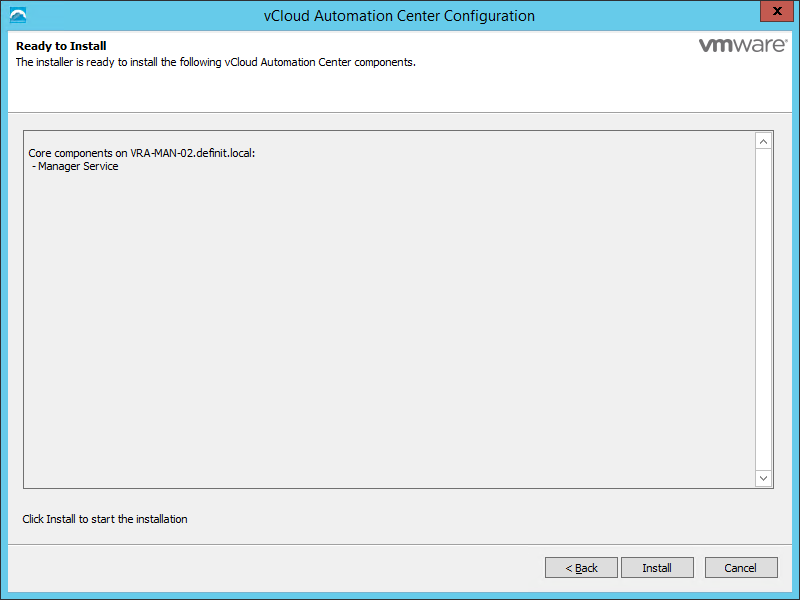 vCloud Automation Center Configuration
x
Ready to Install
vmware®
The installer is ready to install the following vCloud Automation Center components.
Core components on VRA-MAN-02.definit.local:
- Manager Service
Click Install to start the installation
< Back
Install
Cancel